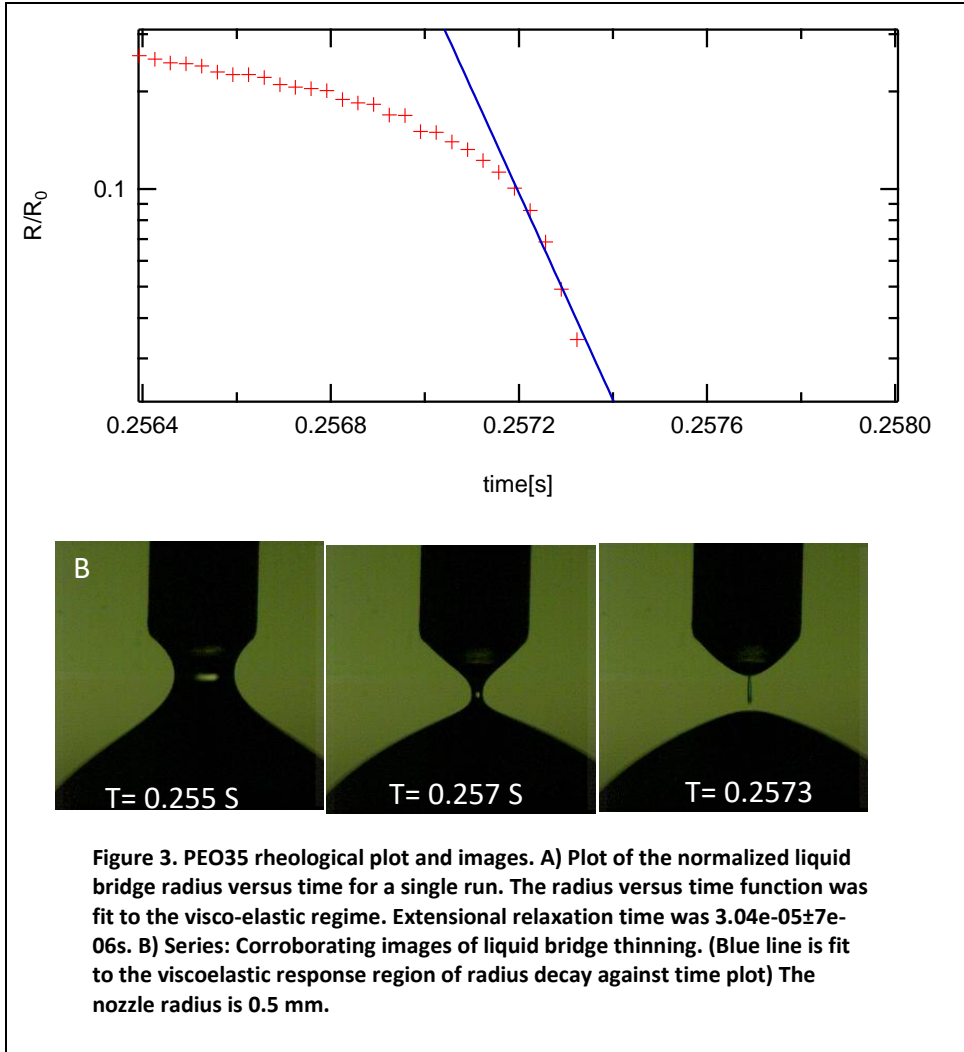 R/R0
0.1
0.2564
0.2568
0.2572
0.2576
0.2580
time[s]
B
T= 0.255 S
T= 0.257 S
T= 0.2573
Figure 3. PEO35 rheological plot and images. A) Plot of the normalized liquid
bridge radius versus time for a single run. The radius versus time function was
fit to the visco-elastic regime. Extensional relaxation time was 3.04e-05±7e-
06s. B) Series: Corroborating images of liquid bridge thinning. (Blue line is fit
to the viscoelastic response region of radius decay against time plot) The
nozzle radius is 0.5 mm.